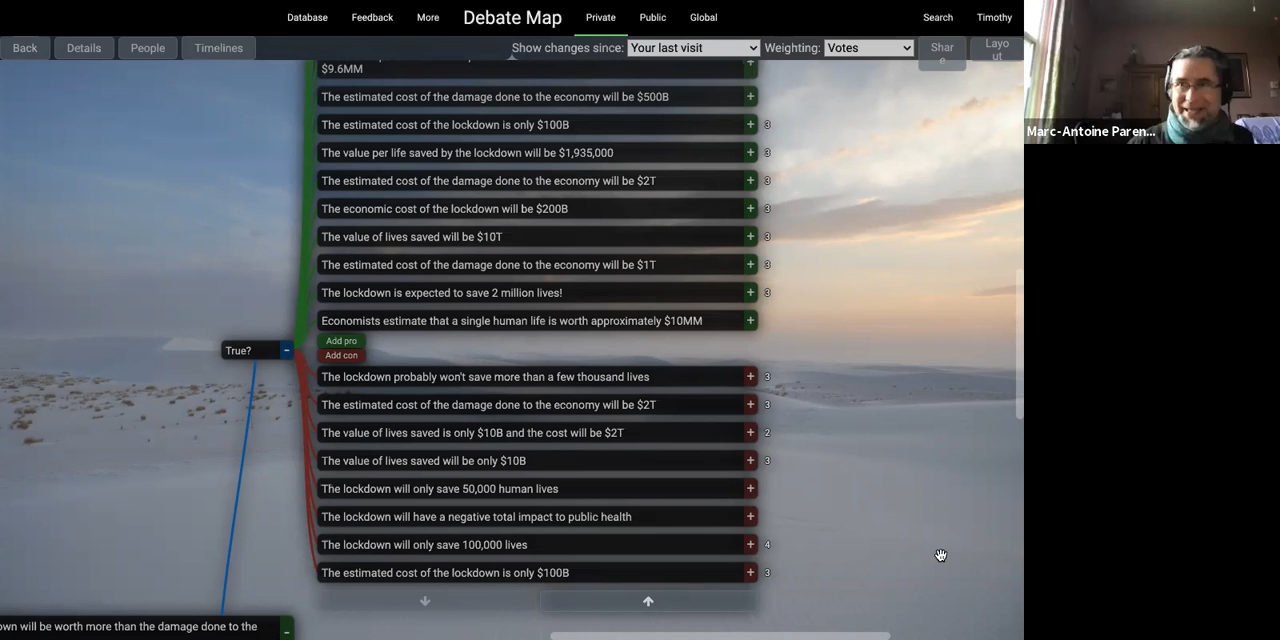 Database Feedback More Debate Map Private Public Global Search Timothy
Back Details People Timelines Show changes since: Your last visit Weighting: Votes Shar
e Layo
ut
$9.6MM
The estimated cost of the damage done to the economy will be $500B +
The estimated cost of the lockdown is only $100B + 3
The value per life saved by the lockdown will be $1,935,000 + 3
The estimated cost of the damage done to the economy will be $2T + 3
The economic cost of the lockdown will be $200B + 3
The value of lives saved will be $10T + 3
The estimated cost of the damage done to the economy will be $1T + 3
The lockdown is expected to save 2 million lives! + 3
Economists estimate that a single human life is worth approximately $10MM +
True? -
Add pro
Add con
The lockdown probably won't save more than a few thousand lives + 3
The estimated cost of the damage done to the economy will be $2T + 3
The value of lives saved is only $10B and the cost will be $2T + 2
The value of lives saved will be only $10B + 3
The lockdown will only save 50,000 human lives +
The lockdown will have a negative total impact to public health +
The lockdown will only save 100,000 lives + 4
The estimated cost of the lockdown is only $100B + 3
own will be worth more than the damage done to the -
Marc-Antoine Paren...